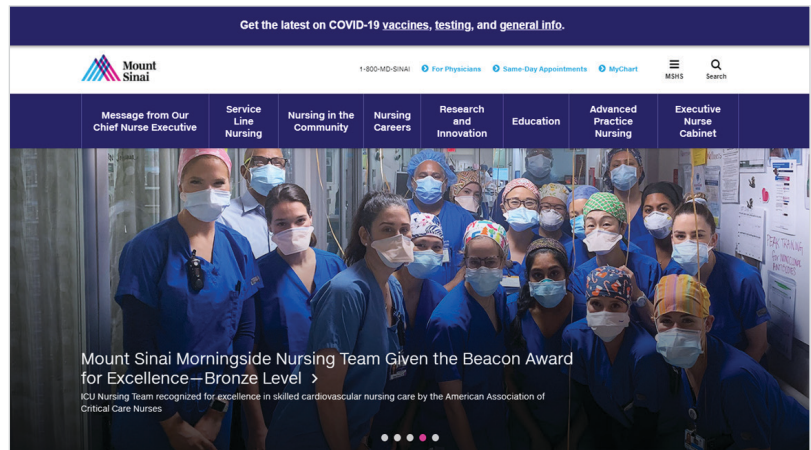 Get the latest on COVID-19 vaccines, testing, and general info.
Mount
Sinai
1-800-MD-SINAI For Physicians Same-Day Appointments MyChart MSHS Search
Message from Our
Chief Nurse Executive
Service
Line
Nursing
Nursing in the
Community
Nursing
Careers
Research
and
Innovation
Education
Advanced
Practice
Nursing
Executive
Nurse
Cabinet
Mount Sinai Morningside Nursing Team Given the Beacon Award
for Excellence—Bronze Level >
ICU Nursing Team recognized for excellence in skilled cardiovascular nursing care by the American Association of
Critical Care Nurses